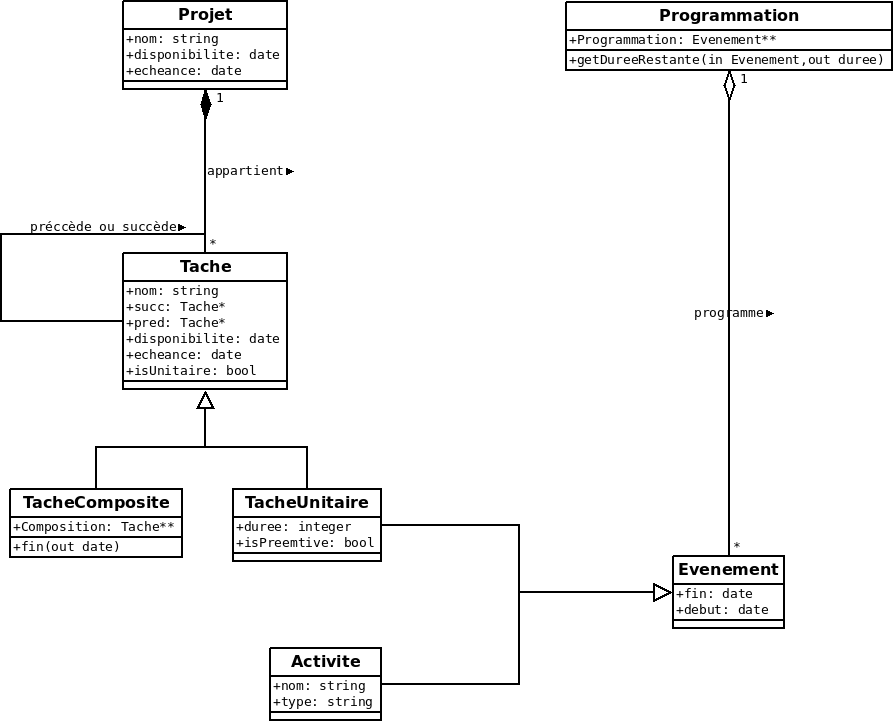 Projet
+nom: string
+disponibilite: date
+echeance: date
1
appartient
*
préccède ou succède
Tache
+nom: string
+succ: Tache*
+pred: Tache*
+disponibilite: date
+echeance: date
+isUnitaire: bool
TacheComposite
+Composition: Tache**
+fin(out date)
TacheUnitaire
+duree: integer
+isPreemtive: bool
Activite
+nom: string
+type: string
Programmation
+Programmation: Evenement**
+getDureeRestante(in Evenement,out duree)
1
programme
*
Evenement
+fin: date
+debut: date